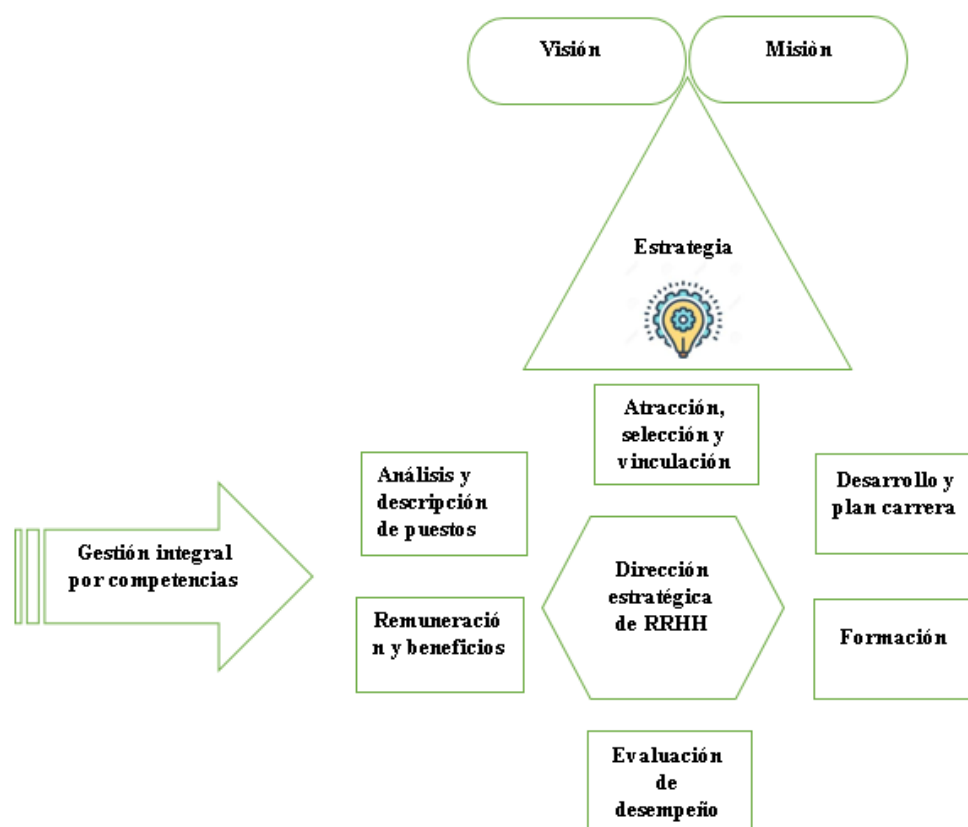 Visión
Misiòn
Estrategia
Atracción,
selección y
vinculación
Análisis y
descripción
de puestos
Desarrollo y
plan carrera
Gestión integral
por competencias
Dirección
estratégica
de RRHH
Remuneració
n y beneficios
Formación
Evaluación
de
desempeño